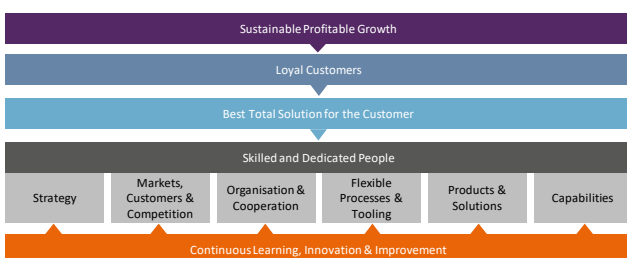 Sustainable Profitable Growth
Loyal Customers
Best Total Solution for the Customer
Skilled and Dedicated People
Strategy
Markets,
Customers &
Competition
Organisation &
Cooperation
Flexible
Processes &
Tooling
Products &
Solutions
Capabilities
Continuous Learning, Innovation & Improvement